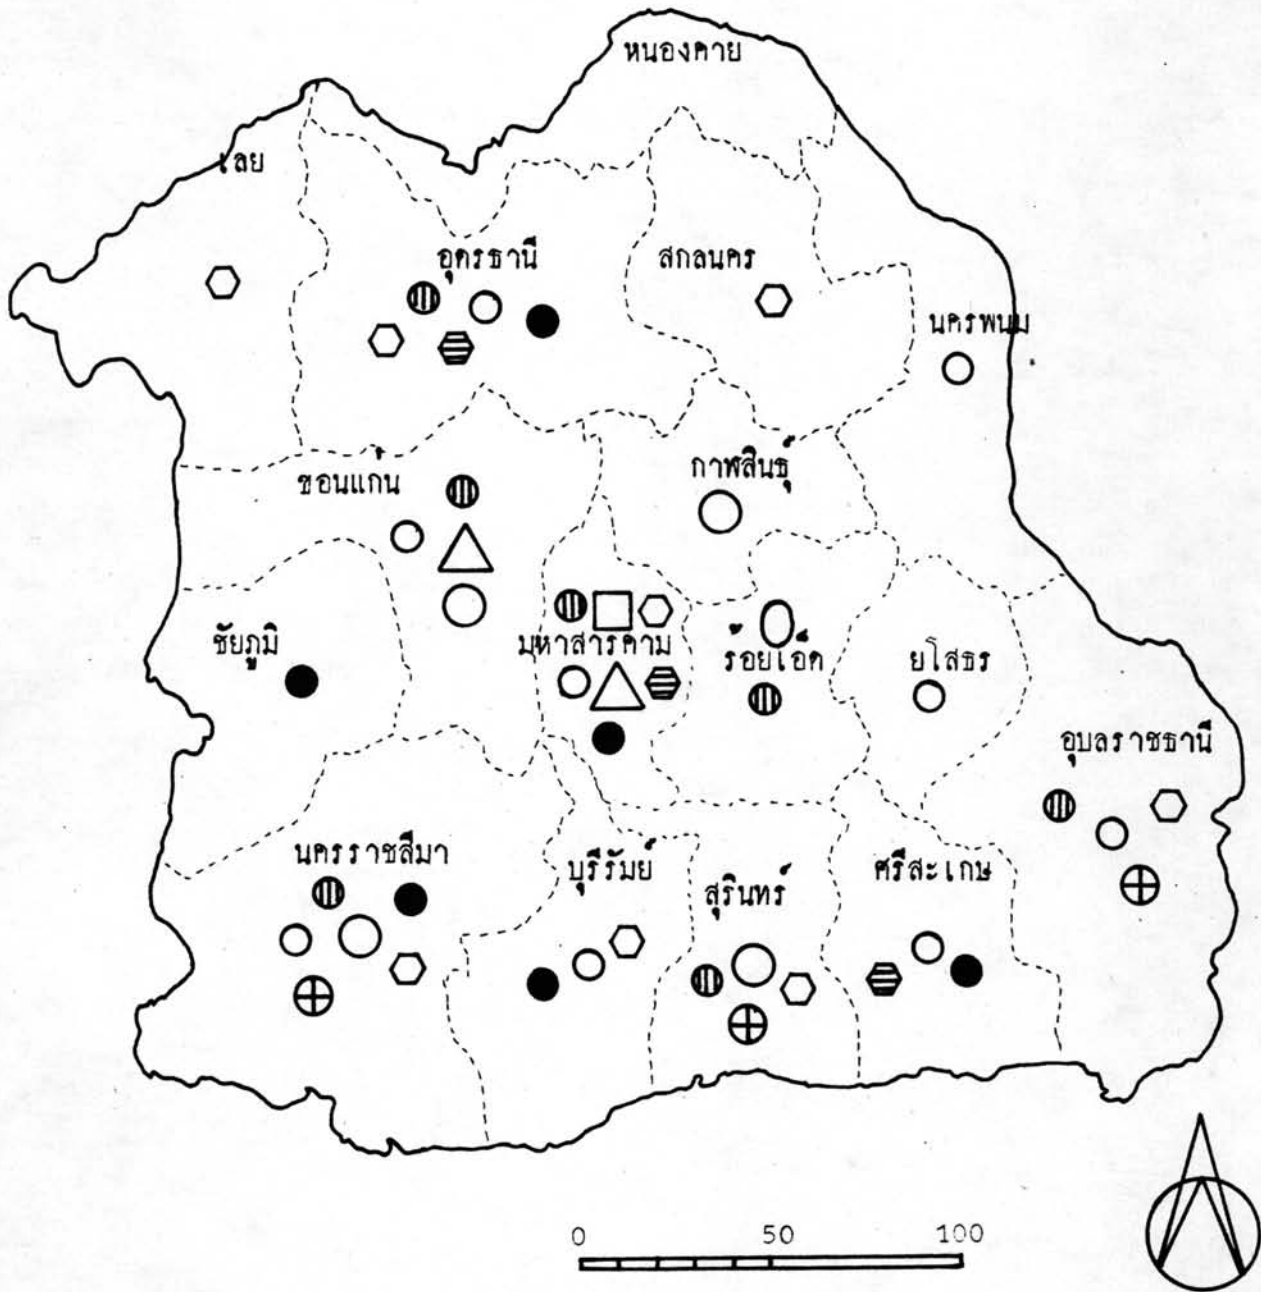 หนองคาย
เลย
อุดรธานี
สกลนคร
นครพนม
ขอนแก่น
กาฬสินธุ์
ชัยภูมิ
มหาสารคาม
ร้อยเอ็ด
ยโสธร
อุบลราชธานี
นครราชสีมา
บุรีรัมย์
สุรินทร์
ศรีสะเกษ
0 50 100